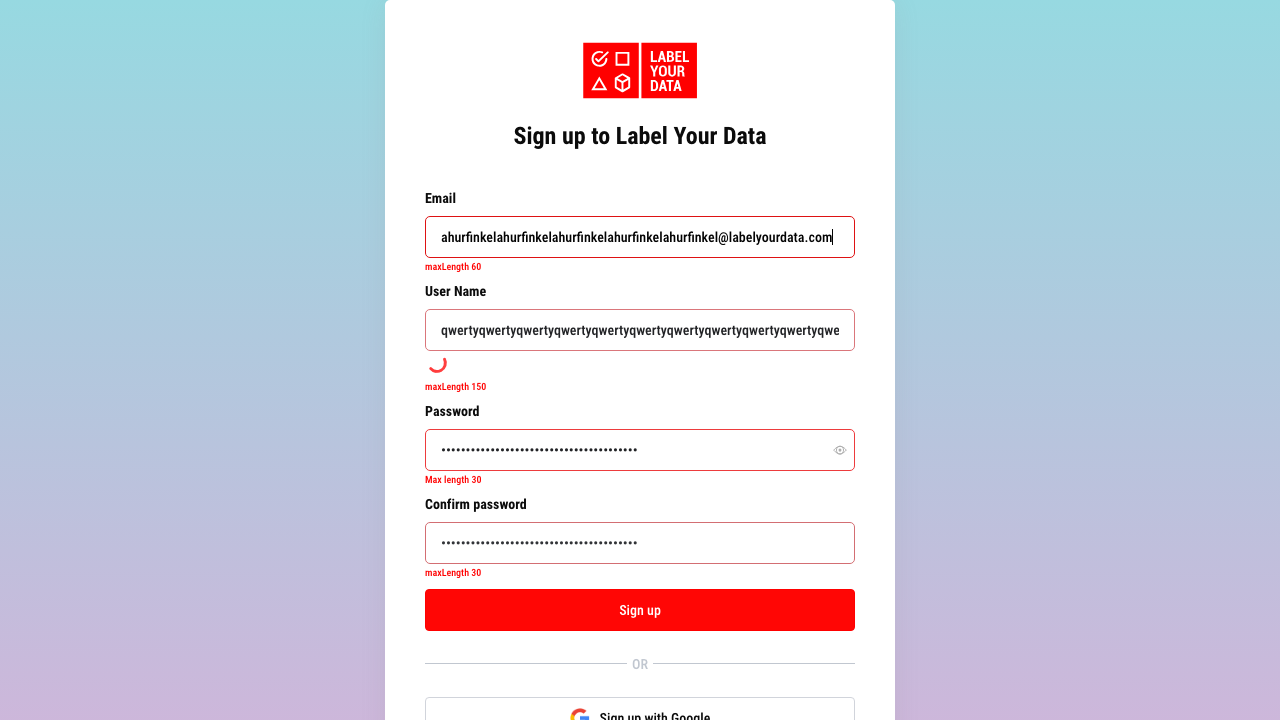 LABEL
YOUR
DATA
Sign up to Label Your Data
Email
ahurfinkelahurfinkelahurfinkelahurfinkelahurfinkel@labelyourdata.com
maxLength 60
User Name
qwertyqwertyqwertyqwertyqwertyqwertyqwertyqwertyqwertyqwertyqwe
maxLength 150
Password
Max length 30
Confirm password
maxLength 30
Sign up
OR
Sign up with Google